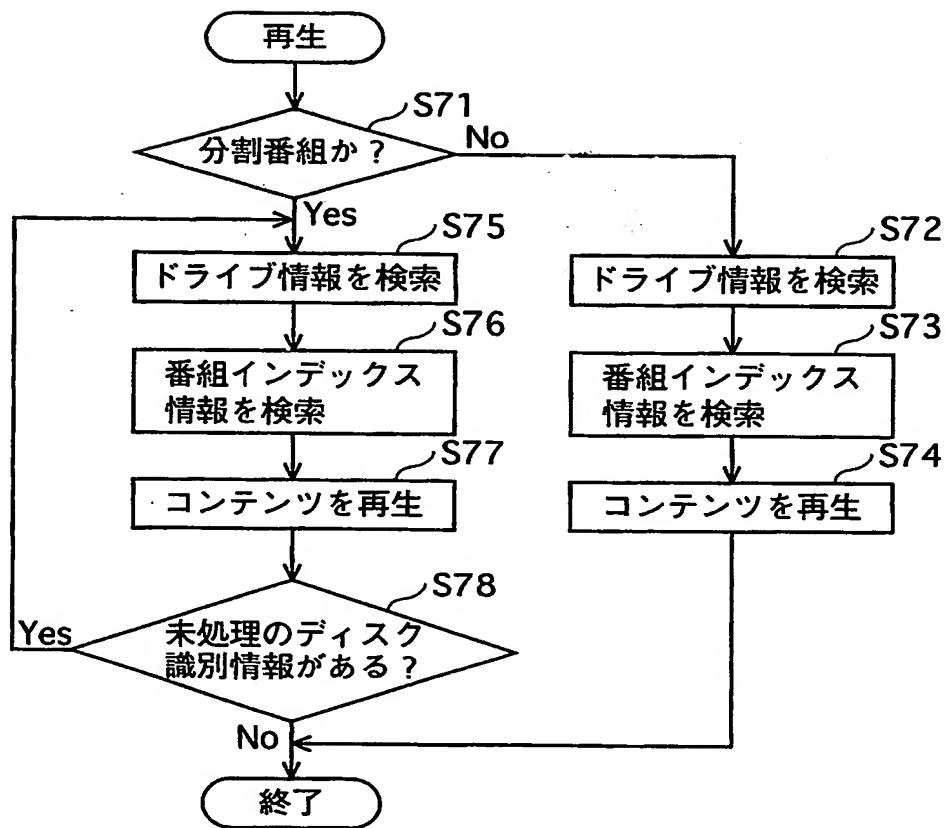 再生
S71
分割番組か?
No
Yes
S75
ドライブ情報を検索
S72
ドライブ情報を検索
S76
番組インデックス
情報を検索
S73
番組インデックス
情報を検索
S77
コンテンツを再生
S74
コンテンツを再生
S78
Yes
未処理のディスク
識別情報がある?
No
終了